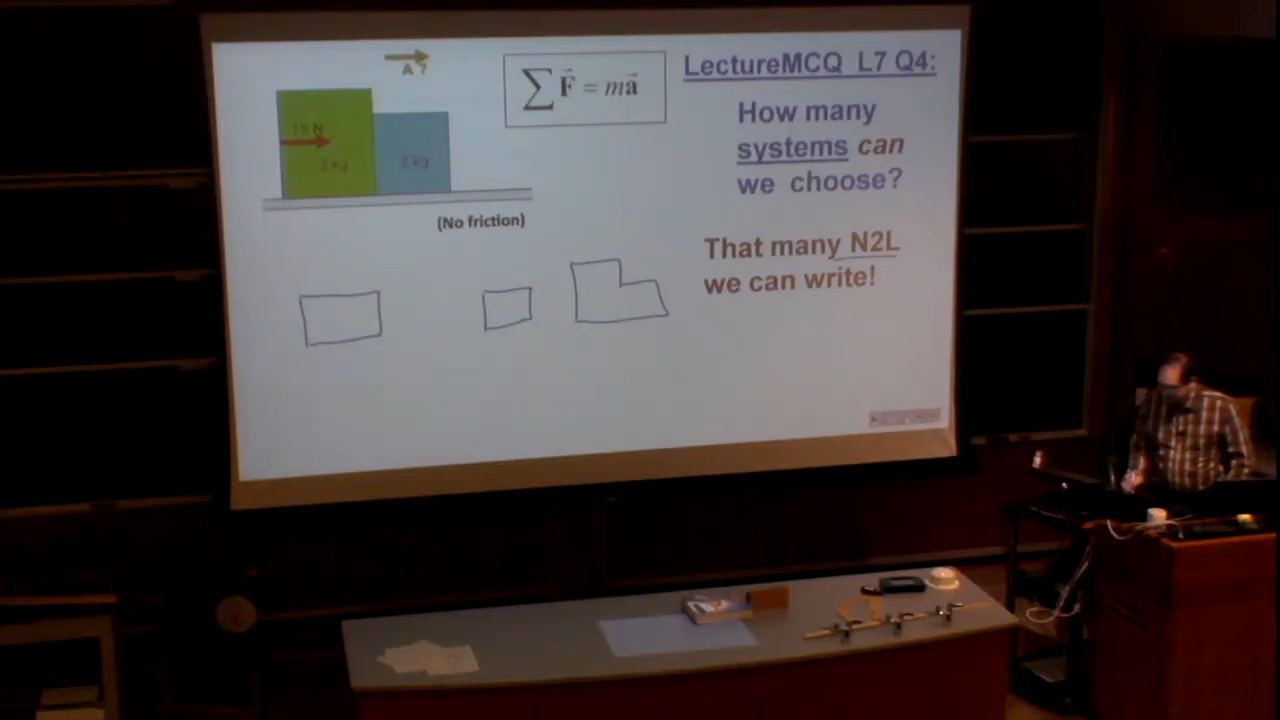 A ?
∑ F⃗ = ma⃗
LectureMCQ L7 Q4:
How many
systems can
we choose?
(No friction)
That many N2L
we can write!